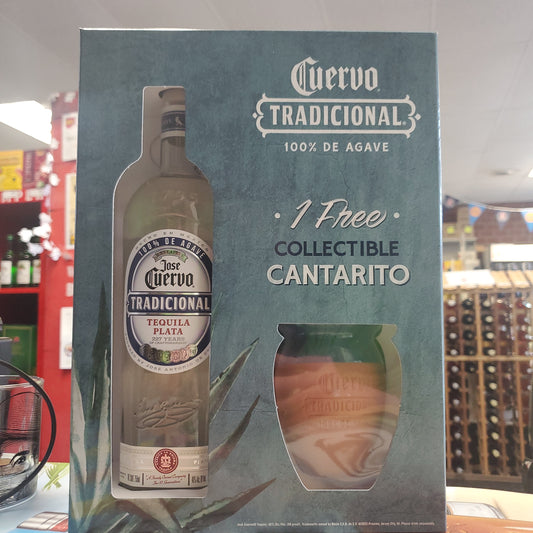 Cuervo
TRADICIONAL
100% DE AGAVE
1 Free
COLLECTIBLE
CANTARITO
100% DE AGAVE
Jose
Cuervo
TRADICIONAL
TEQUILA
PLATA
227 YEARS
Cuervo
TRADICIONAL